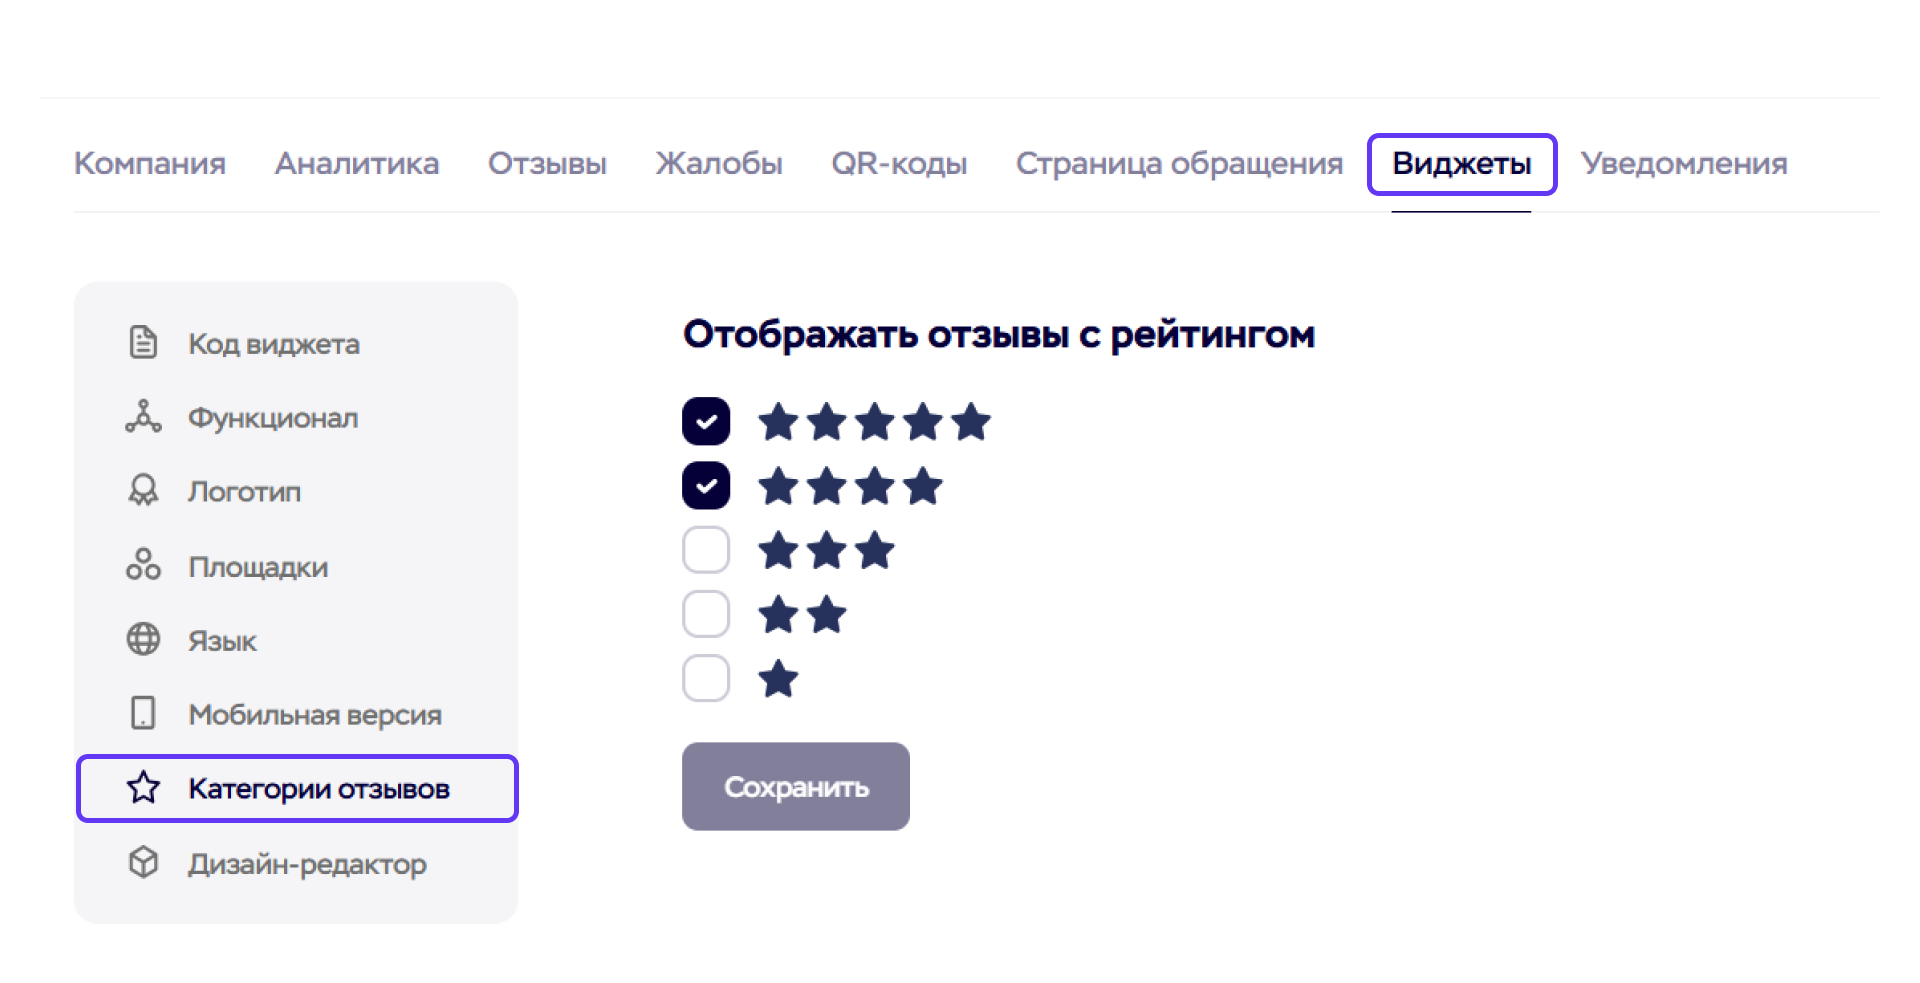 Компания Аналитика Отзывы Жалобы QR-коды Страница обращения Виджеты Уведомления
Код виджета
Функционал
Логотип
Площадки
Язык
Мобильная версия
Категории отзывов
Дизайн-редактор
Отображать отзывы с рейтингом
Сохранить